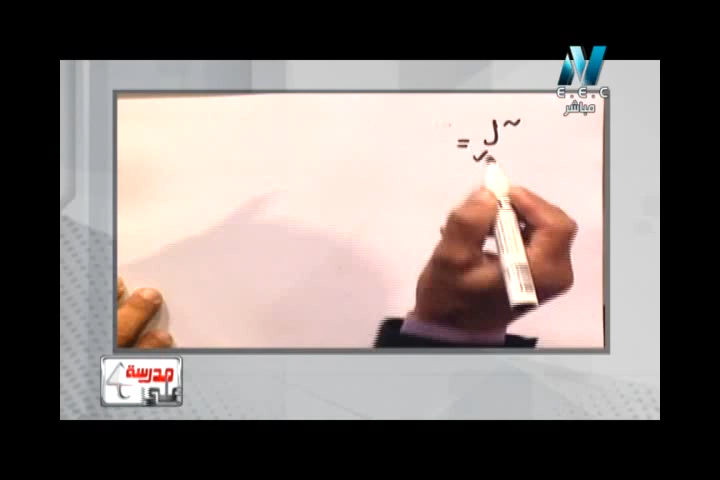 E.E.C
مباشر
ل~ =
مدرسة
على